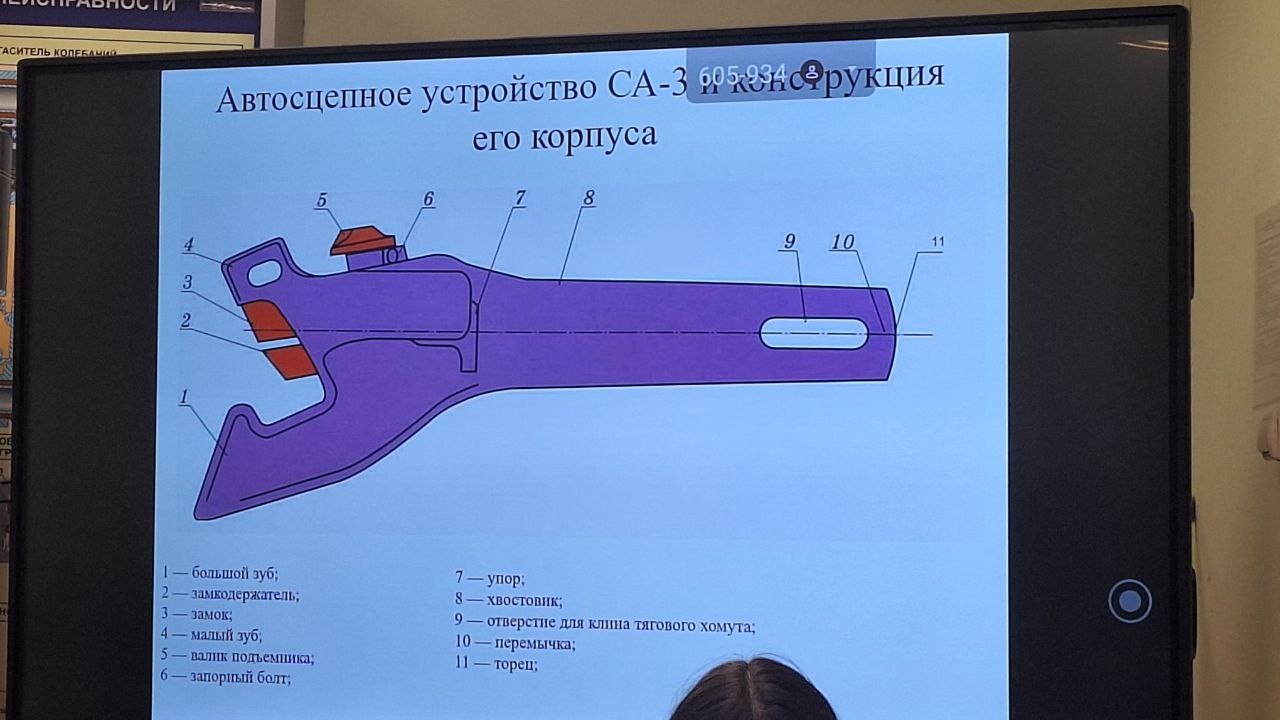 НЕИСПРАВНОСТИ
ГАСИТЕЛЬ КОЛЕБАНИЙ
605-934
Автосцепное устройство СА-3 и конструкция
его корпуса
5
6
7
8
4
9
10
11
3
2
1
1 — большой зуб;
2 — замкодержатель;
3 — замок;
4 — малый зуб;
5 — валик подъемника;
6 — запорный болт;
7 — упор;
8 — хвостовик;
9 — отверстие для клина тягового хомута;
10 — перемычка;
11 — торец;